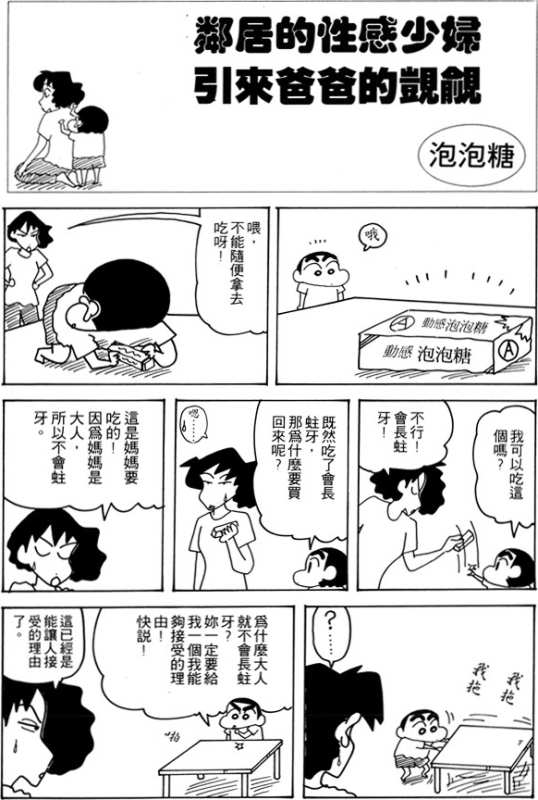 鄰居的性感少婦
引來爸爸的覬覦
泡泡糖
哦
A
動感泡泡糖
動感 泡泡糖
A
喂，
不能隨便拿去
吃呀！
我可以吃這
個嗎？
不行！
會長蛀
牙！
既然吃了會長
蛀牙，
那爲什麼要買
回來呢？
嗯……
這是媽媽要
吃的！
因爲媽媽是
大人，
所以不會蛀
牙。
我拖
我拖
？……
爲什麼大人
就不會長蛀
牙？
妳一定要給
我一個我能
夠接受的理
由！
快說！
拍
這已經是
能讓人接
受的理由
了。